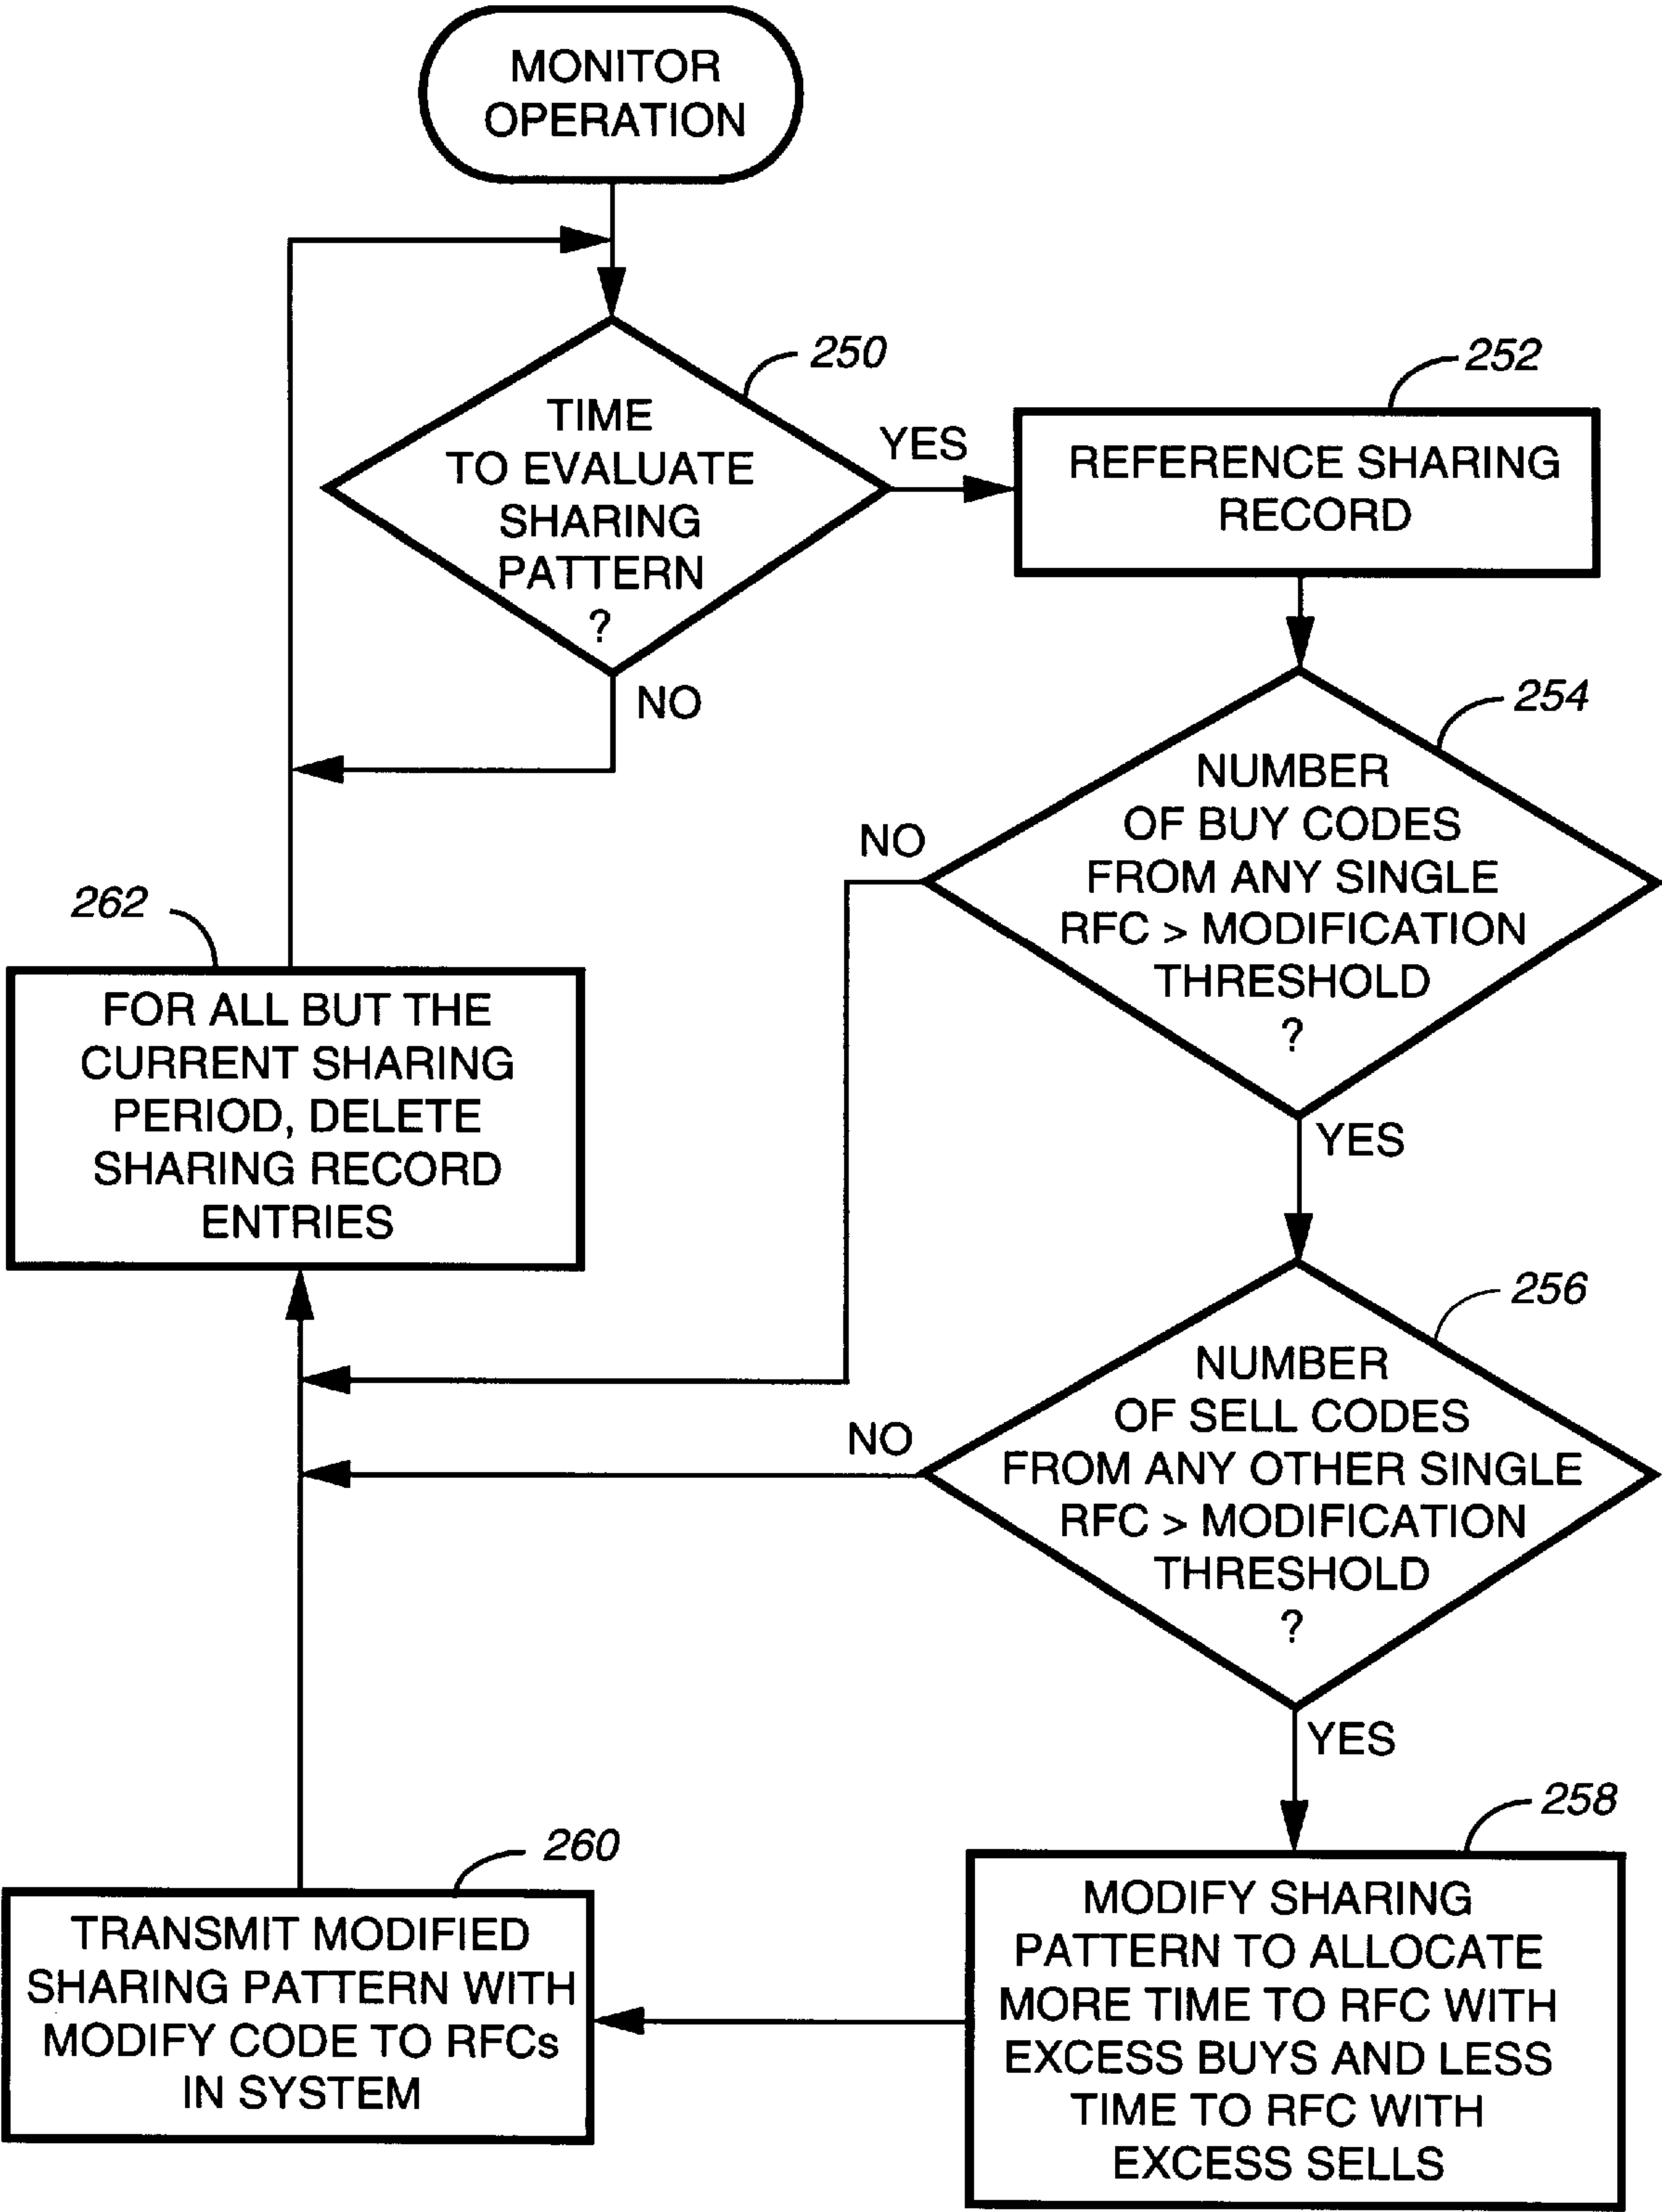 MONITOR
OPERATION
250
TIME
TO EVALUATE
SHARING
PATTERN
?
YES
NO
252
REFERENCE SHARING
RECORD
254
NUMBER
OF BUY CODES
FROM ANY SINGLE
RFC > MODIFICATION
THRESHOLD
?
NO
YES
262
FOR ALL BUT THE
CURRENT SHARING
PERIOD, DELETE
SHARING RECORD
ENTRIES
256
NUMBER
OF SELL CODES
FROM ANY OTHER SINGLE
RFC > MODIFICATION
THRESHOLD
?
NO
YES
258
MODIFY SHARING
PATTERN TO ALLOCATE
MORE TIME TO RFC WITH
EXCESS BUYS AND LESS
TIME TO RFC WITH
EXCESS SELLS
260
TRANSMIT MODIFIED
SHARING PATTERN WITH
MODIFY CODE TO RFCs
IN SYSTEM